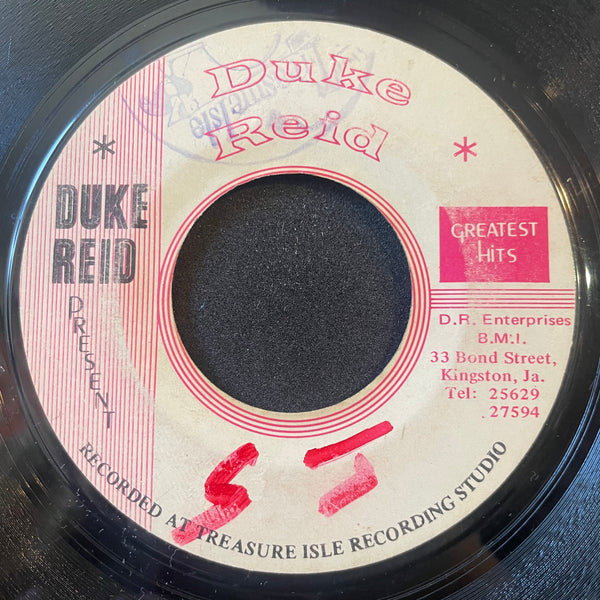 Duke
Reid
*
*
DUKE
REID
PRESENT
GREATEST
HITS
D.R. Enterprises
B.M.I.
33 Bond Street,
Kingston, Ja.
Tel: 25629
27594
RECORDED AT TREASURE ISLE RECORDING STUDIO